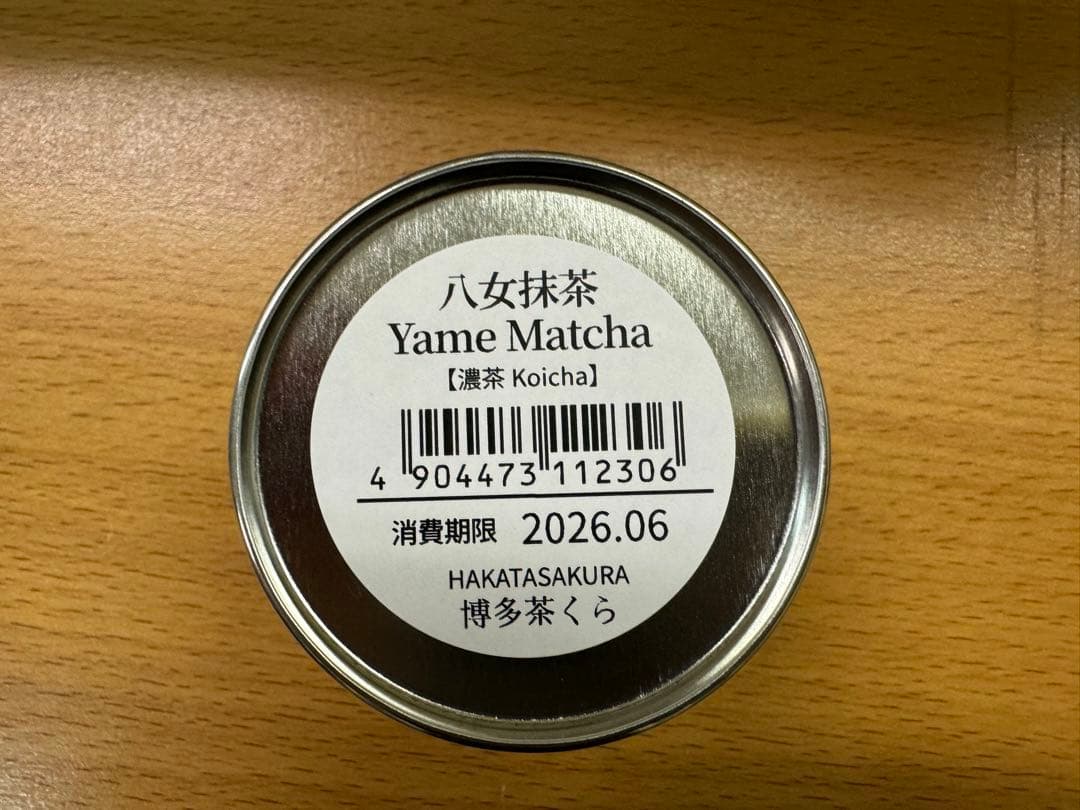 八女抹茶
Yame Matcha
【濃茶 Koicha】
4 904473 112306
消費期限 2026.06
HAKATASAKURA
博多茶くら